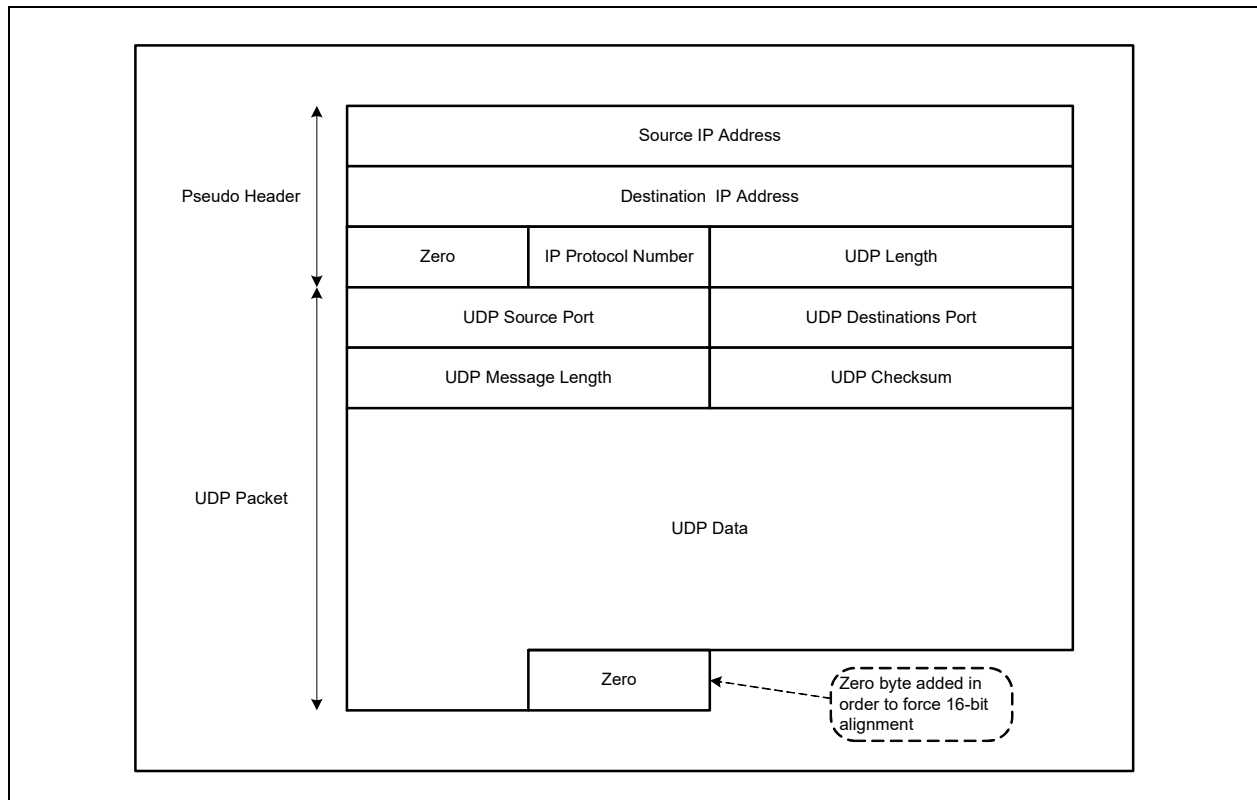 Source IP Address
Pseudo Header
Destination IP Address
Zero
IP Protocol Number
UDP Length
UDP Source Port
UDP Destinations Port
UDP Message Length
UDP Checksum
UDP Packet
UDP Data
Zero
Zero byte added in
order to force 16-bit
alignment